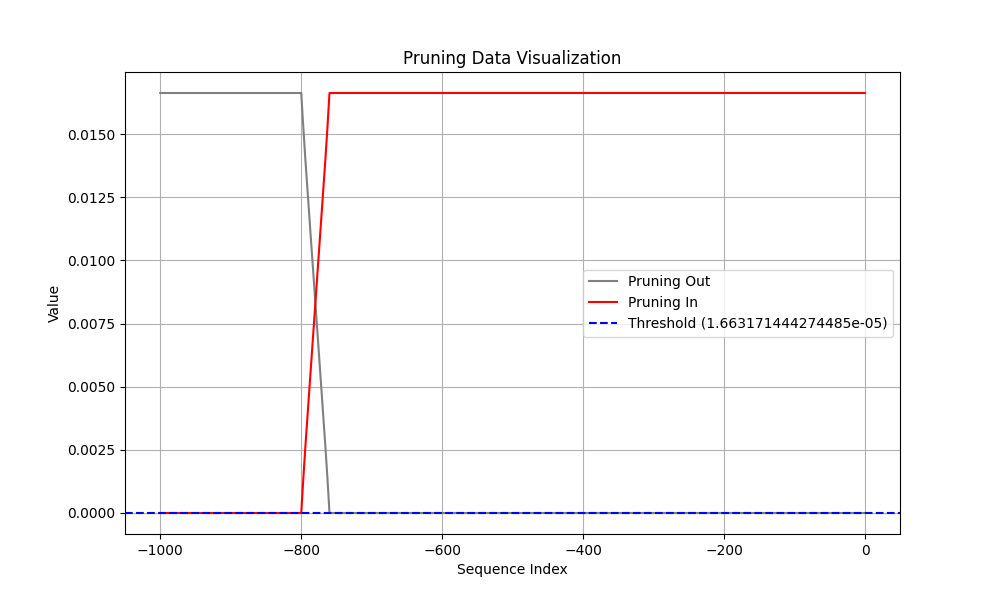 Pruning Data Visualization
Value
0.0150
0.0125
0.0100
0.0075
0.0050
0.0025
0.0000
Pruning Out
Pruning In
Threshold (1.663171444274485e-05)
−1000
−800
−600
−400
−200
0
Sequence Index